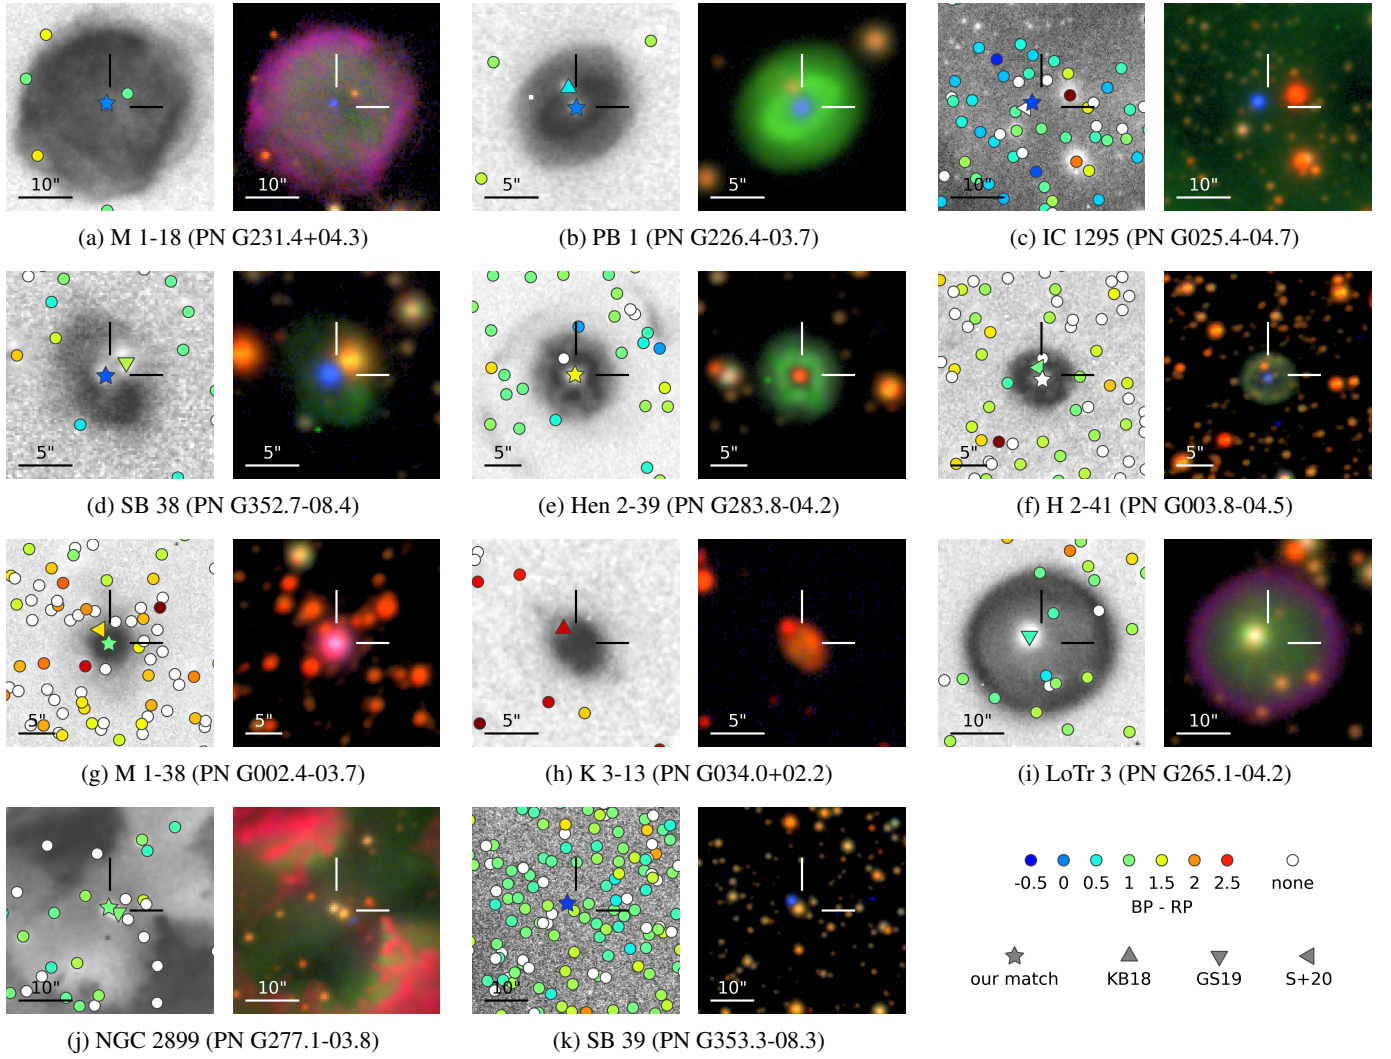 10" 10" 5" 5" 10" 10"
(a) M 1-18 (PN G231.4+04.3) (b) PB 1 (PN G226.4-03.7) (c) IC 1295 (PN G025.4-04.7)
5" 5" 5" 5" 5" 5"
(d) SB 38 (PN G352.7-08.4) (e) Hen 2-39 (PN G283.8-04.2) (f) H 2-41 (PN G003.8-04.5)
5" 5" 5" 5" 10" 10"
(g) M 1-38 (PN G002.4-03.7) (h) K 3-13 (PN G034.0+02.2) (i) LoTr 3 (PN G265.1-04.2)
-0.5 0 0.5 1 1.5 2 2.5 none
BP - RP
our match KB18 GS19 S+20
10" 10" 10" 10"
(j) NGC 2899 (PN G277.1-03.8) (k) SB 39 (PN G353.3-08.3)